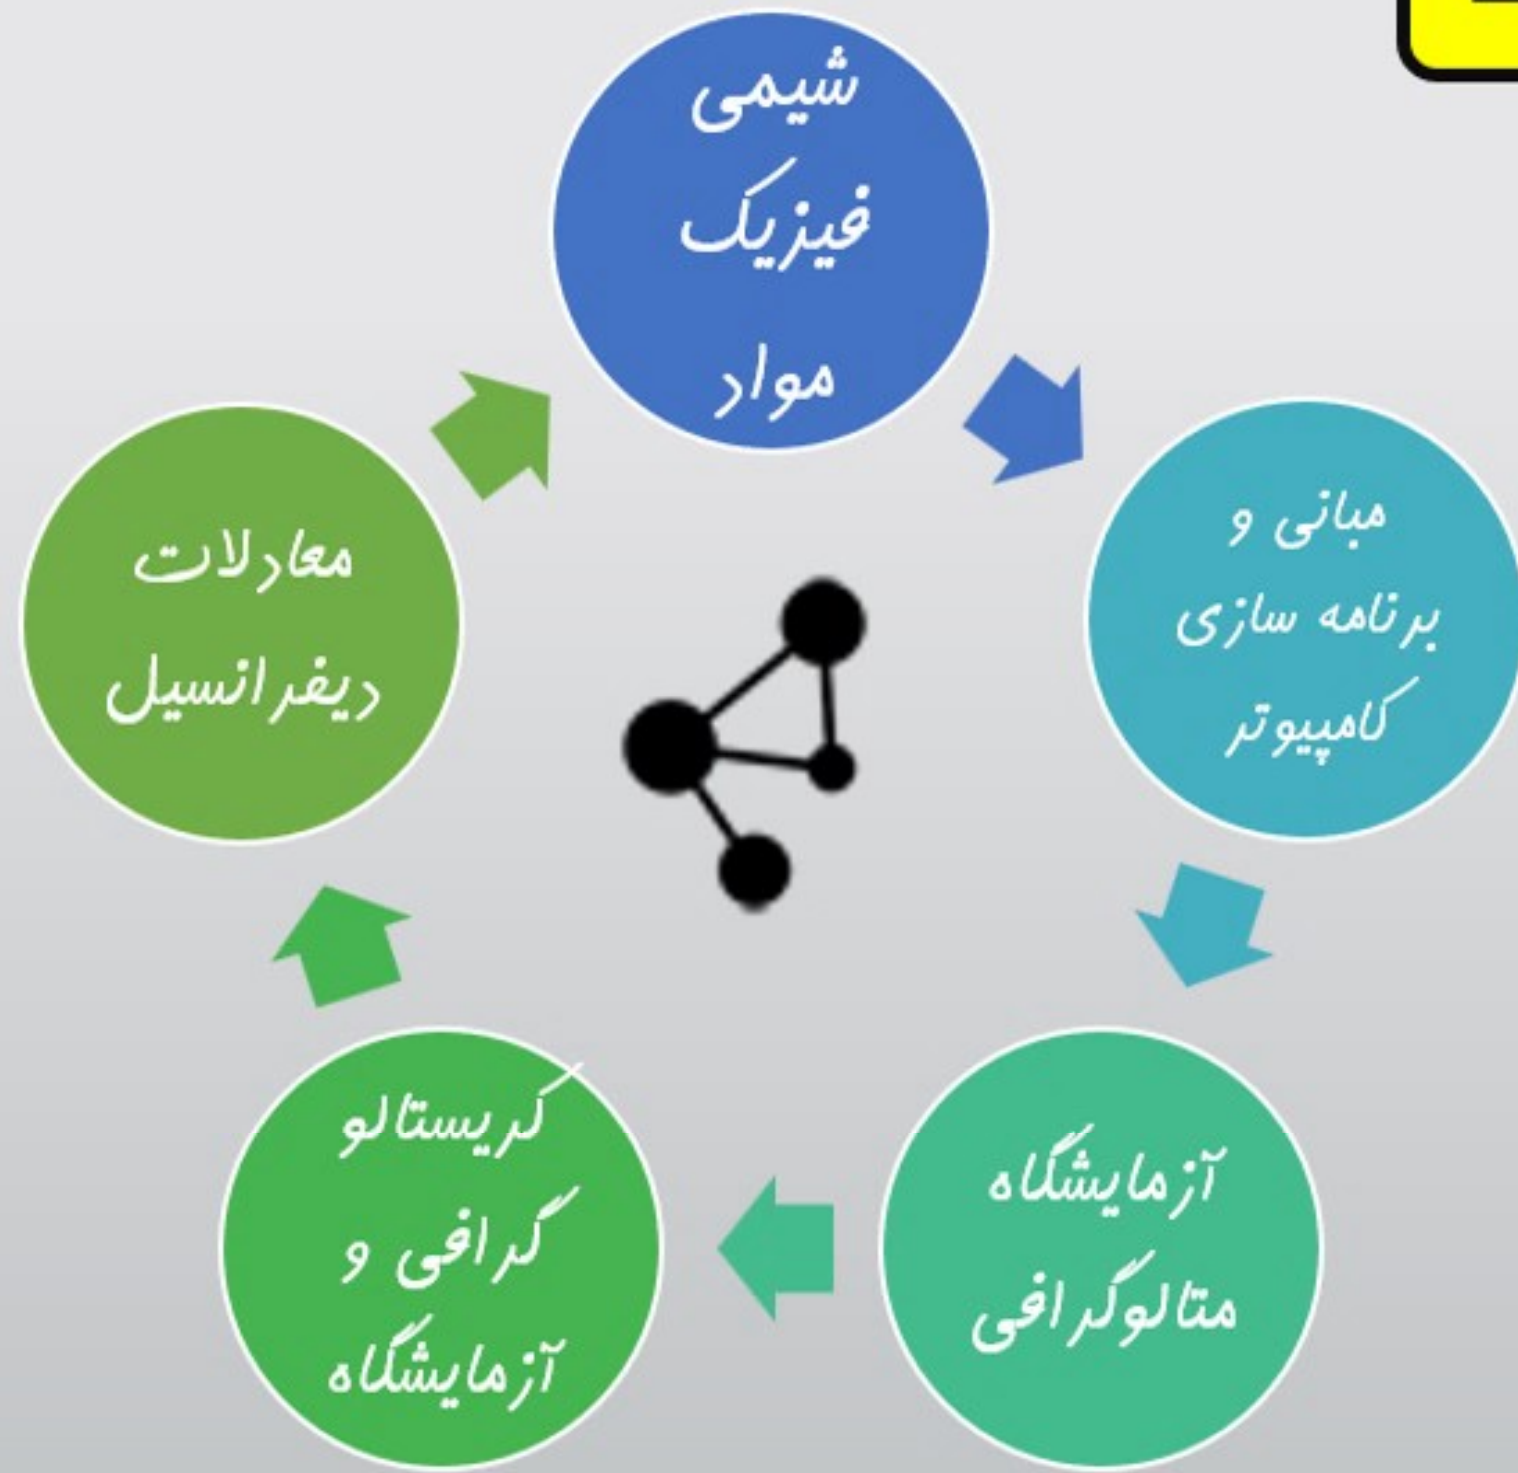 شیمی
فیزیک
مواد
مبانی و
برنامه سازی
کامپیوتر
آزمایشگاه
متالوگرافی
کریستالو
گرافی و
آزمایشگاه
معادلات
دیفرانسیل